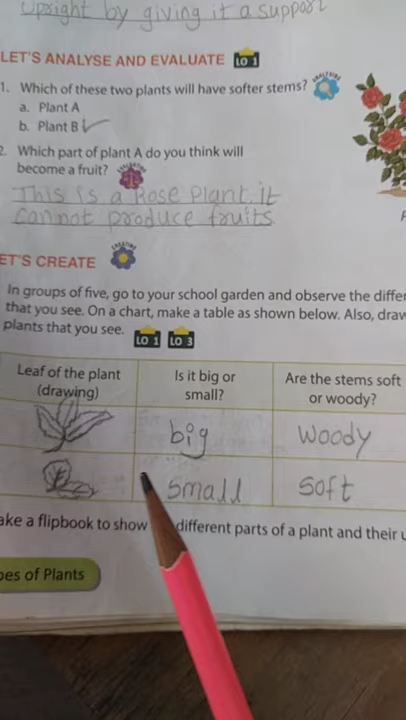 Upright by giving it a support
LET'S ANALYSE AND EVALUATE LO 1
1. Which of these two plants will have softer stems? ANALYSING
a. Plant A
b. Plant B
2. Which part of plant A do you think will
become a fruit?
This is a Rose Plant. it
cannot produce fruits
ET'S CREATE CREATING
In groups of five, go to your school garden and observe the differ
that you see. On a chart, make a table as shown below. Also, draw
plants that you see. LO 1 LO 3
Leaf of the plant
(drawing)
Is it big or
small?
Are the stems soft
or woody?
big
woody
small
soft
ake a flipbook to show different parts of a plant and their u
pes of Plants